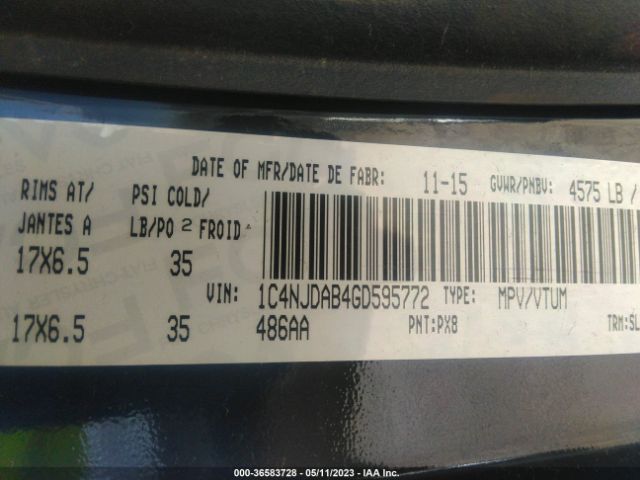 DATE OF MFR/DATE DE FABR: 11-15 GVWR/PNBV: 4575 LB /
RIMS AT/ PSI COLD/
JANTES A LB/PO 2 FROID
17X6.5 35
VIN: 1C4NJDAB4GD595772 TYPE: MPV/VTUM
17X6.5 35 486AA PNT:PX8 TRM:SL
000-36583728 - 05/11/2023 - IAA Inc.